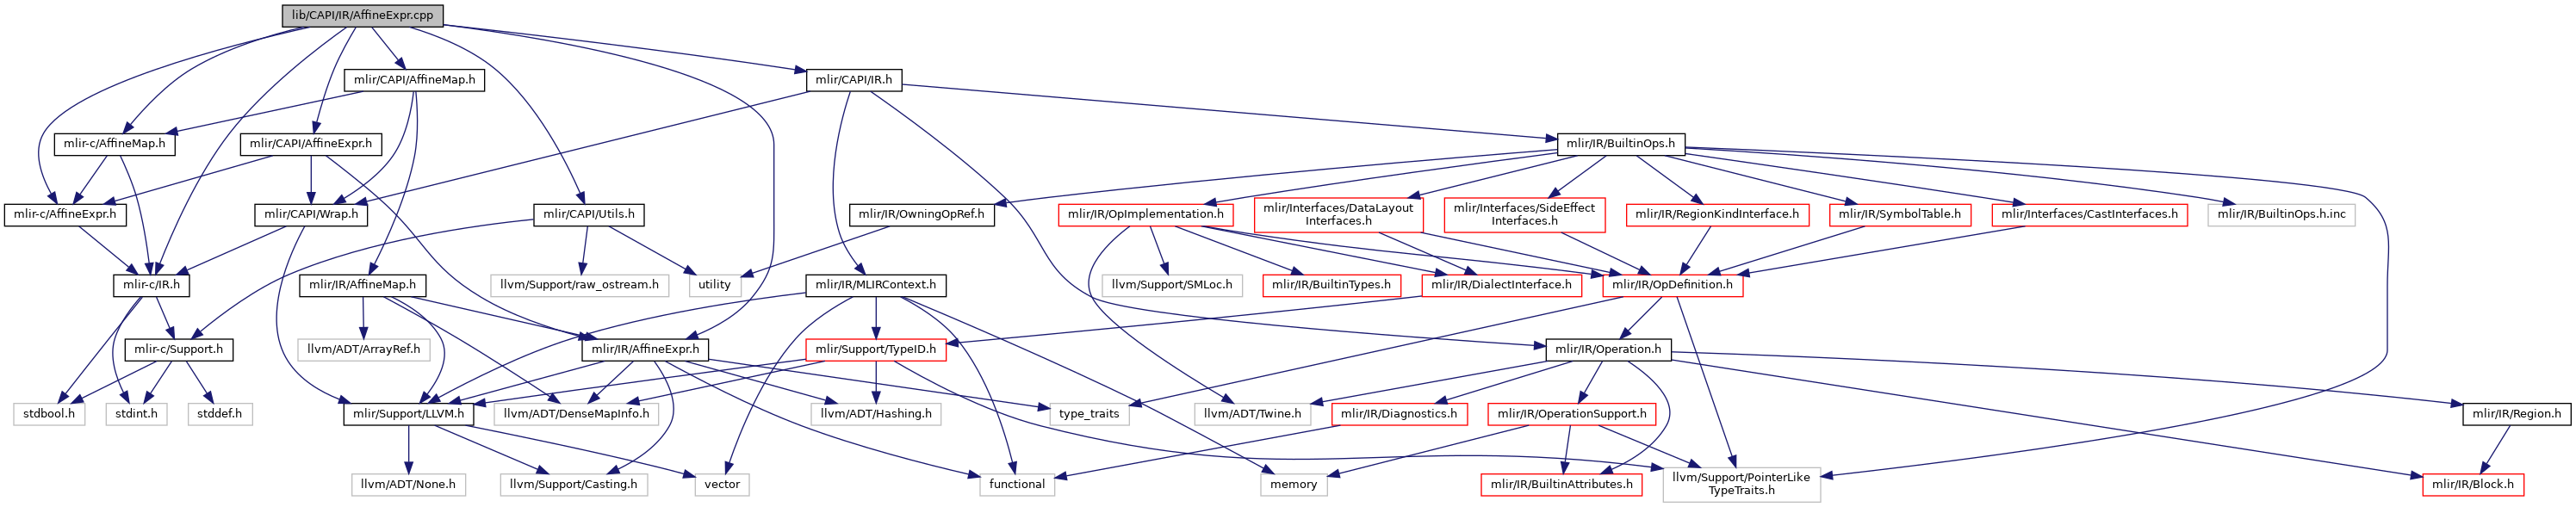 lib/CAPI/IR/AffineExpr.cpp
mlir/CAPI/AffineMap.h
mlir/CAPI/IR.h
mlir-c/AffineMap.h
mlir/CAPI/AffineExpr.h
mlir/IR/BuiltinOps.h
mlir-c/AffineExpr.h
mlir/CAPI/Wrap.h
mlir/CAPI/Utils.h
mlir/IR/OwningOpRef.h
mlir/IR/OpImplementation.h
mlir/Interfaces/DataLayout
Interfaces.h
mlir/Interfaces/SideEffect
Interfaces.h
mlir/IR/RegionKindInterface.h
mlir/IR/SymbolTable.h
mlir/Interfaces/CastInterfaces.h
mlir/IR/BuiltinOps.h.inc
mlir-c/IR.h
mlir/IR/AffineMap.h
llvm/Support/raw_ostream.h
utility
mlir/IR/MLIRContext.h
llvm/Support/SMLoc.h
mlir/IR/BuiltinTypes.h
mlir/IR/DialectInterface.h
mlir/IR/OpDefinition.h
mlir-c/Support.h
llvm/ADT/ArrayRef.h
mlir/IR/AffineExpr.h
mlir/Support/TypeID.h
mlir/IR/Operation.h
stdbool.h
stdint.h
stddef.h
mlir/Support/LLVM.h
llvm/ADT/DenseMapInfo.h
llvm/ADT/Hashing.h
type_traits
llvm/ADT/Twine.h
mlir/IR/Diagnostics.h
mlir/IR/OperationSupport.h
mlir/IR/Region.h
llvm/ADT/None.h
llvm/Support/Casting.h
vector
functional
memory
mlir/IR/BuiltinAttributes.h
llvm/Support/PointerLike
TypeTraits.h
mlir/IR/Block.h